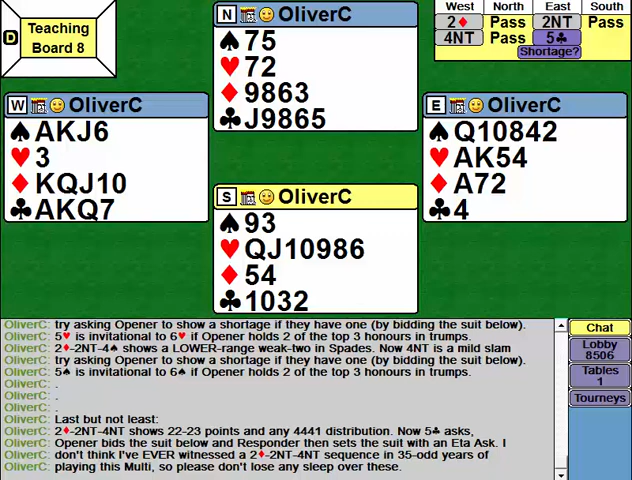 N OliverC
West North East South
Teaching
Board 8
D
♠75
♥72
♦9863
♣J9865
2♦ Pass 2NT Pass
4NT Pass 5♣
Shortage?
W OliverC
♠AKJ6
♥3
♦KQJ10
♣AKQ7
E OliverC
♠Q10842
♥AK54
♦A72
♣4
S OliverC
♠93
♥QJ10986
♦54
♣1032
OliverC: try asking Opener to show a shortage if they have one (by bidding the suit below).
OliverC: 5♥ is invitational to 6♥ if Opener holds 2 of the top 3 honours in trumps.
OliverC: 2♦-2NT-4♠ shows a LOWER-range weak-two in Spades. Now 4NT is a mild slam
OliverC: try asking Opener to show a shortage if they have one (by bidding the suit below).
OliverC: 5♠ is invitational to 6♠ if Opener holds 2 of the top 3 honours in trumps.
OliverC: .
OliverC: .
OliverC: .
OliverC: Last but not least:
OliverC: 2♦-2NT-4NT shows 22-23 points and any 4441 distribution. Now 5♣ asks,
OliverC: Opener bids the suit below and Responder then sets the suit with an Eta Ask. I
OliverC: don't think I've EVER witnessed a 2♦-2NT-4NT sequence in 35-odd years of
OliverC: playing this Multi, so please don't lose any sleep over these.
Chat
Lobby
8506
Tables
1
Tourneys